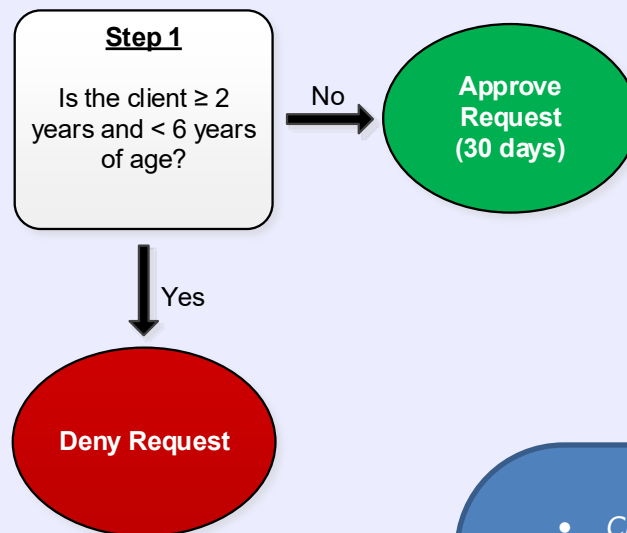 Step 1
Is the client ≥ 2
years and < 6 years
of age?
No
Approve
Request
(30 days)
Yes
Deny Request
•